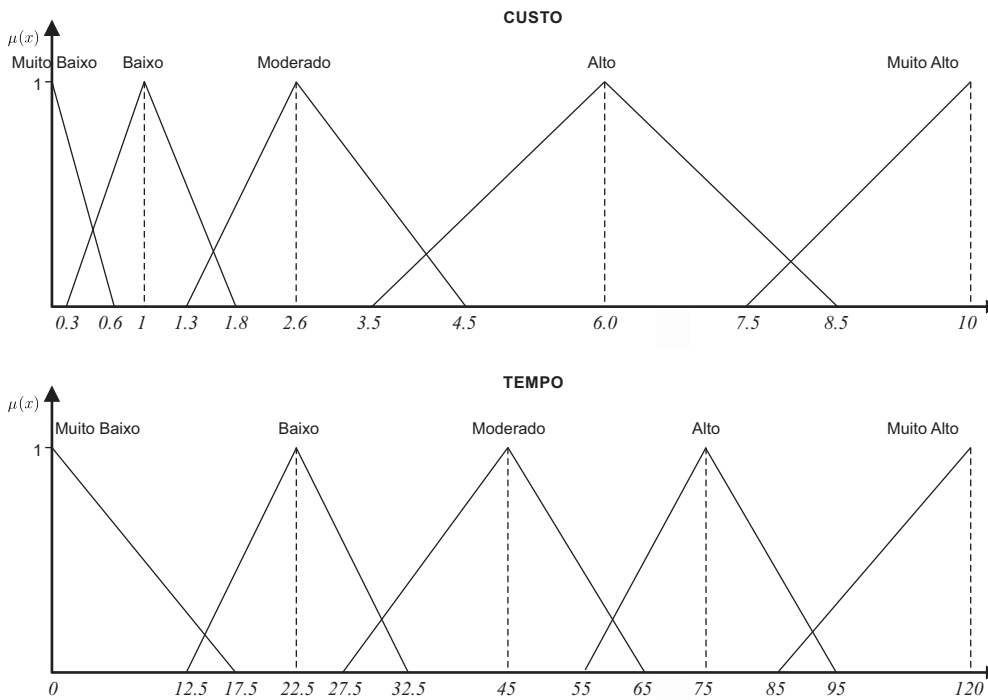 CUSTO
μ(x)
Muito Baixo Baixo Moderado Alto Muito Alto
1
0.3 0.6 1 1.3 1.8 2.6 3.5 4.5 6.0 7.5 8.5 10
TEMPO
μ(x)
Muito Baixo Baixo Moderado Alto Muito Alto
1
0 12.5 17.5 22.5 27.5 32.5 45 55 65 75 85 95 120